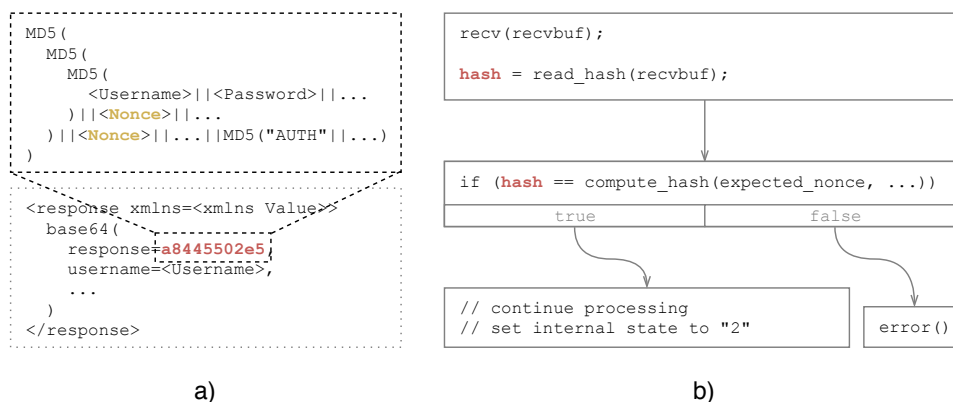 MD5(
MD5(
MD5(
<Username>||<Password>||...
)||<Nonce>||...
)||<Nonce>||...||MD5("AUTH"||...)
)
<response xmlns=<xmlns Value>>
base64(
response=a8445502e5,
username=<Username>,
...
)
</response>
a)
recv(recvbuf);
hash = read_hash(recvbuf);
if (hash == compute_hash(expected_nonce, ...))
true
false
// continue processing
// set internal state to "2"
error()
b)